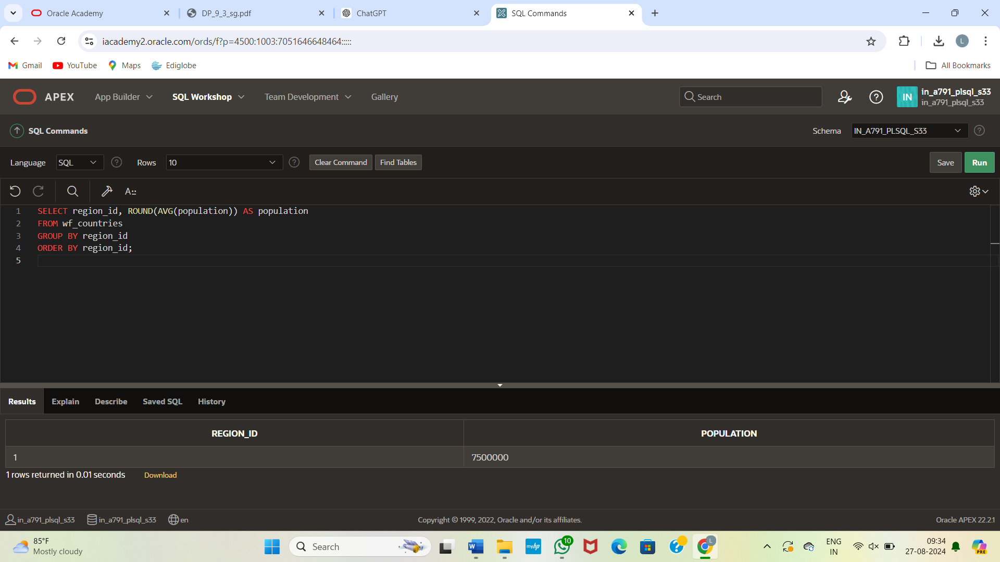 Oracle Academy
DP_9_3_sg.pdf
ChatGPT
SQL Commands
iacademy2.oracle.com/ords/f?p=4500:1003:7051646648464:::::
L
Gmail
YouTube
Maps
Ediglobe
All Bookmarks
APEX
App Builder
SQL Workshop
Team Development
Gallery
Search
IN
in_a791_plsql_s33
in_a791_plsql_s33
SQL Commands
Schema
IN_A791_PLSQL_S33
Language
SQL
Rows
10
Clear Command
Find Tables
Save
Run
A::
1 SELECT region_id, ROUND(AVG(population)) AS population
2 FROM wf_countries
3 GROUP BY region_id
4 ORDER BY region_id;
5
Results
Explain
Describe
Saved SQL
History
REGION_ID
POPULATION
1
7500000
1 rows returned in 0.01 seconds
Download
in_a791_plsql_s33
in_a791_plsql_s33
en
Copyright © 1999, 2022, Oracle and/or its affiliates.
Oracle APEX 22.2.1
85°F
Mostly cloudy
Search
W
myhp
10
L
ENG
IN
09:34
27-08-2024
PRE